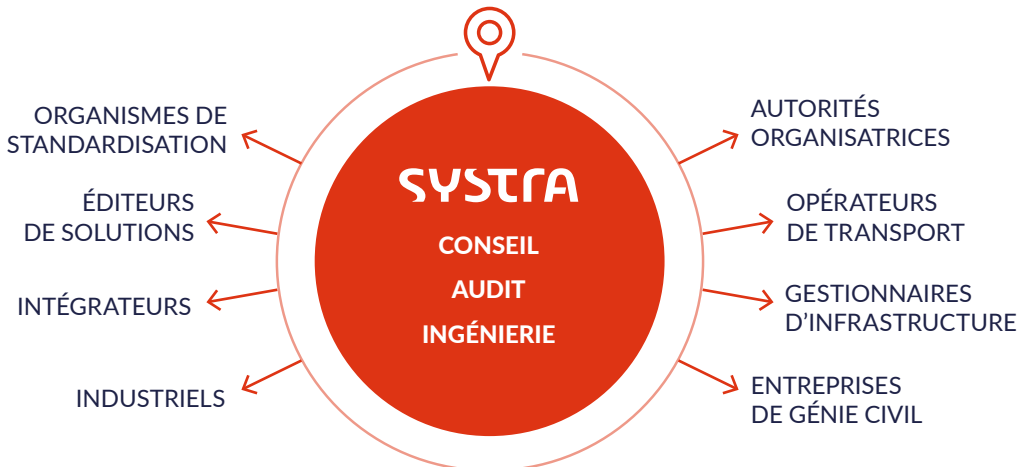 ORGANISMES DE
STANDARDISATION
ÉDITEURS
DE SOLUTIONS
INTÉGRATEURS
INDUSTRIELS
SYSTRA
CONSEIL
AUDIT
INGÉNIERIE
AUTORITÉS
ORGANISATRICES
OPÉRATEURS
DE TRANSPORT
GESTIONNAIRES
D’INFRASTRUCTURE
ENTREPRISES
DE GÉNIE CIVIL